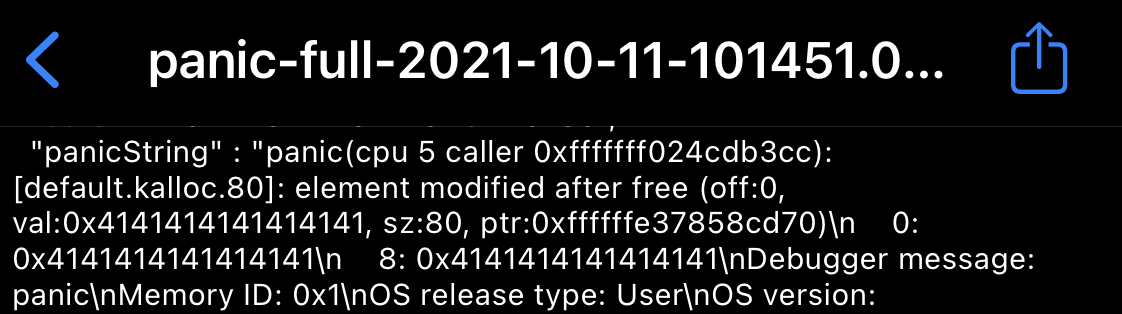 panic-full-2021-10-11-101451.0...
"panicString" : "panic(cpu 5 caller 0xfffffff024cdb3cc):
[default.kalloc.80]: element modified after free (off:0,
val:0x4141414141414141, sz:80, ptr:0xffffffe37858cd70)\n    0:
0x4141414141414141\n    8: 0x4141414141414141\nDebugger message:
panic\nMemory ID: 0x1\nOS release type: User\nOS version: